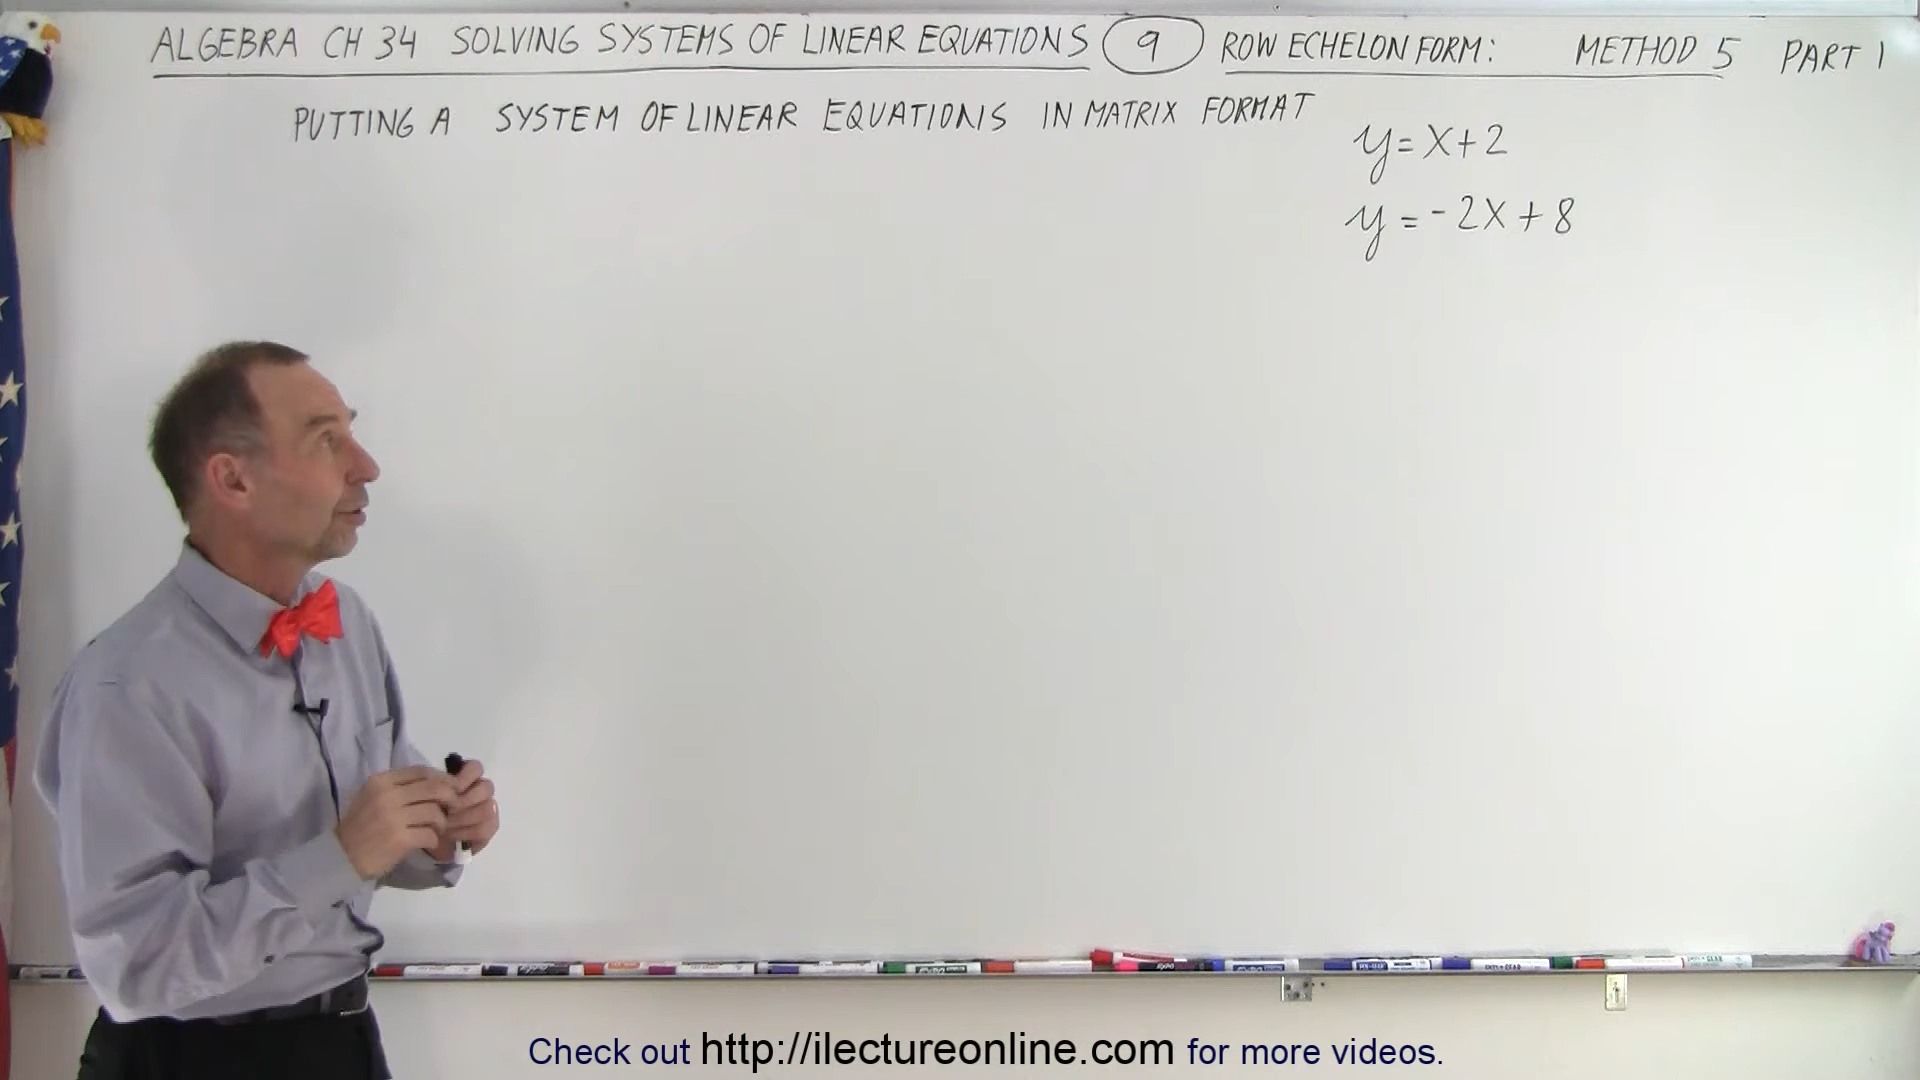 ALGEBRA CH 34 SOLVING SYSTEMS OF LINEAR EQUATIONS 9 ROW ECHELON FORM: METHOD 5 PART 1
PUTTING A SYSTEM OF LINEAR EQUATIONS IN MATRIX FORMAT
y = x + 2
y = -2x + 8
Check out http://ilectureonline.com for more videos.